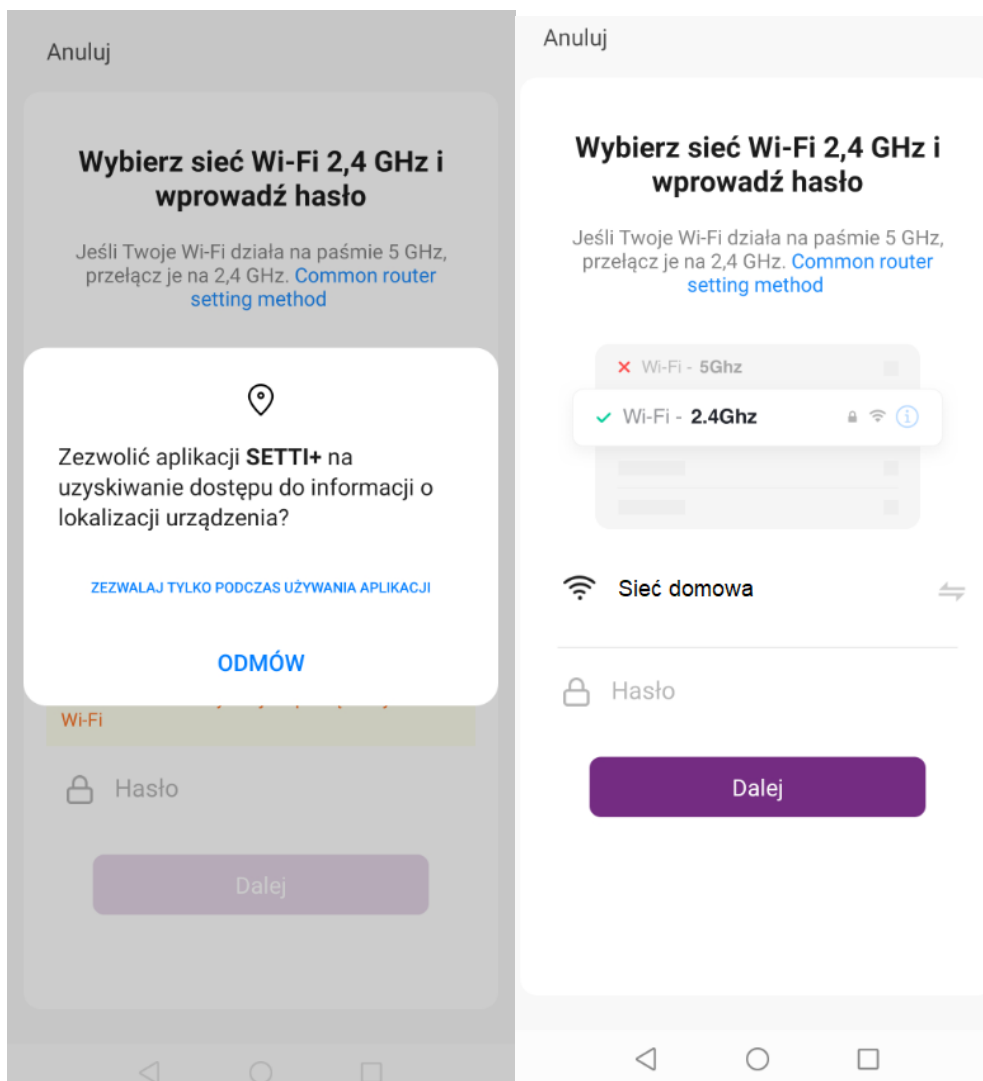 Anuluj
Wybierz sieć Wi-Fi 2,4 GHz i
wprowadź hasło
Jeśli Twoje Wi-Fi działa na paśmie 5 GHz,
przełącz je na 2,4 GHz. Common router
setting method
Zezwolić aplikacji SETTI+ na
uzyskiwanie dostępu do informacji o
lokalizacji urządzenia?
ZEZWALAJ TYLKO PODCZAS UŻYWANIA APLIKACJI
ODMÓW
Wi-Fi
Hasło
Dalej
Anuluj
Wybierz sieć Wi-Fi 2,4 GHz i
wprowadź hasło
Jeśli Twoje Wi-Fi działa na paśmie 5 GHz,
przełącz je na 2,4 GHz. Common router
setting method
Wi-Fi - 5Ghz
Wi-Fi - 2.4Ghz
Sieć domowa
Hasło
Dalej